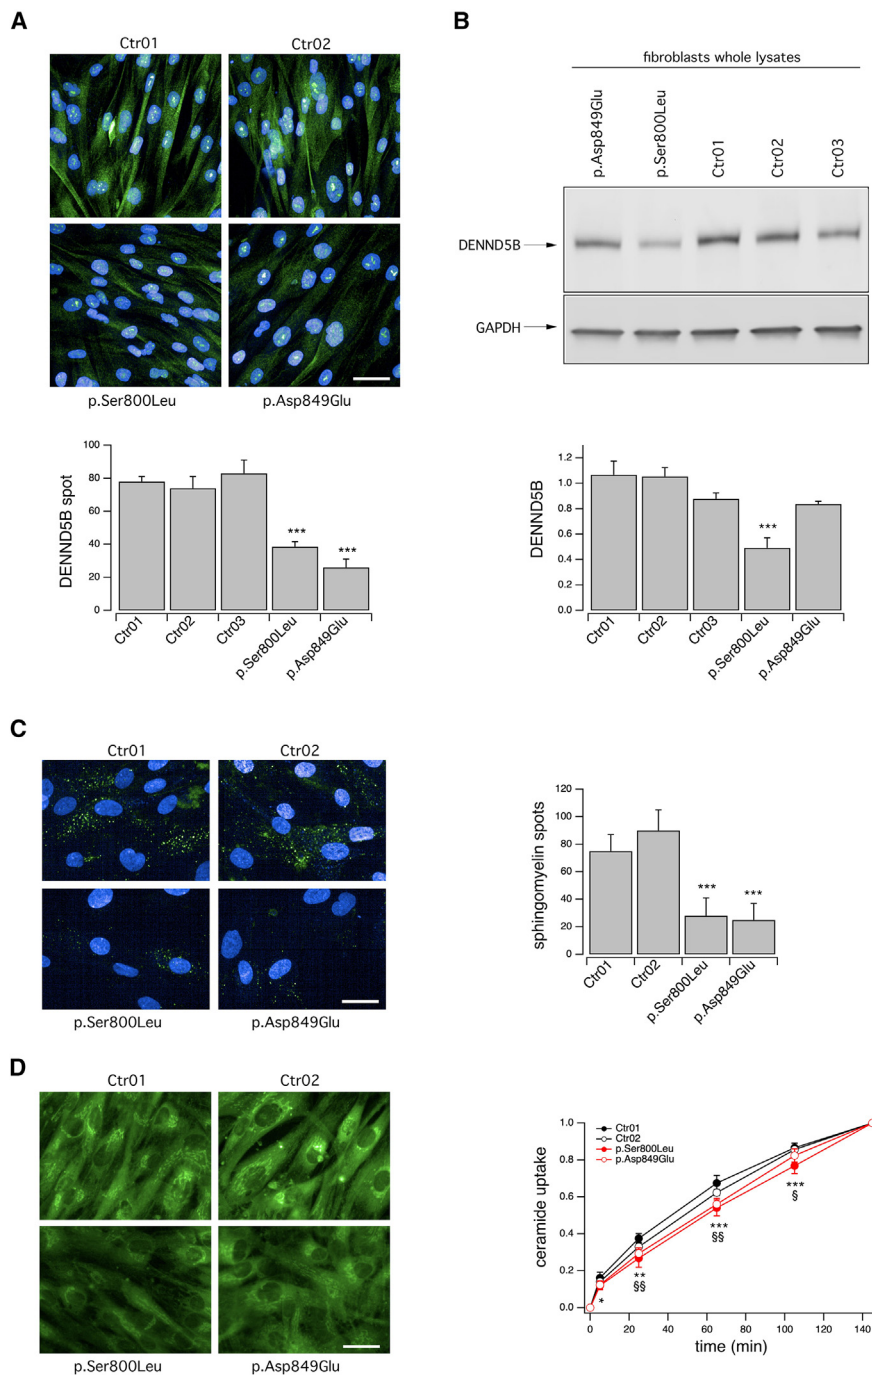 A
Ctr01 Ctr02
p.Ser800Leu p.Asp849Glu
100
80
60
40
20
0
DENND5B spot
***
***
Ctr01
Ctr02
Ctr03
p.Ser800Leu
p.Asp849Glu
B
fibroblasts whole lysates
p.Asp849Glu
p.Ser800Leu
Ctr01
Ctr02
Ctr03
DENND5B
GAPDH
1.2
1.0
0.8
0.6
0.4
0.2
0.0
DENND5B
***
Ctr01
Ctr02
Ctr03
p.Ser800Leu
p.Asp849Glu
C
Ctr01 Ctr02
p.Ser800Leu p.Asp849Glu
120
100
80
60
40
20
0
sphingomyelin spots
***
***
Ctr01
Ctr02
p.Ser800Leu
p.Asp849Glu
D
Ctr01 Ctr02
p.Ser800Leu p.Asp849Glu
1.0
0.8
0.6
0.4
0.2
0.0
ceramide uptake
Ctr01
Ctr02
p.Ser800Leu
p.Asp849Glu
*
**
§§
***
§§
***
§
0 20 40 60 80 100 120 140
time (min)